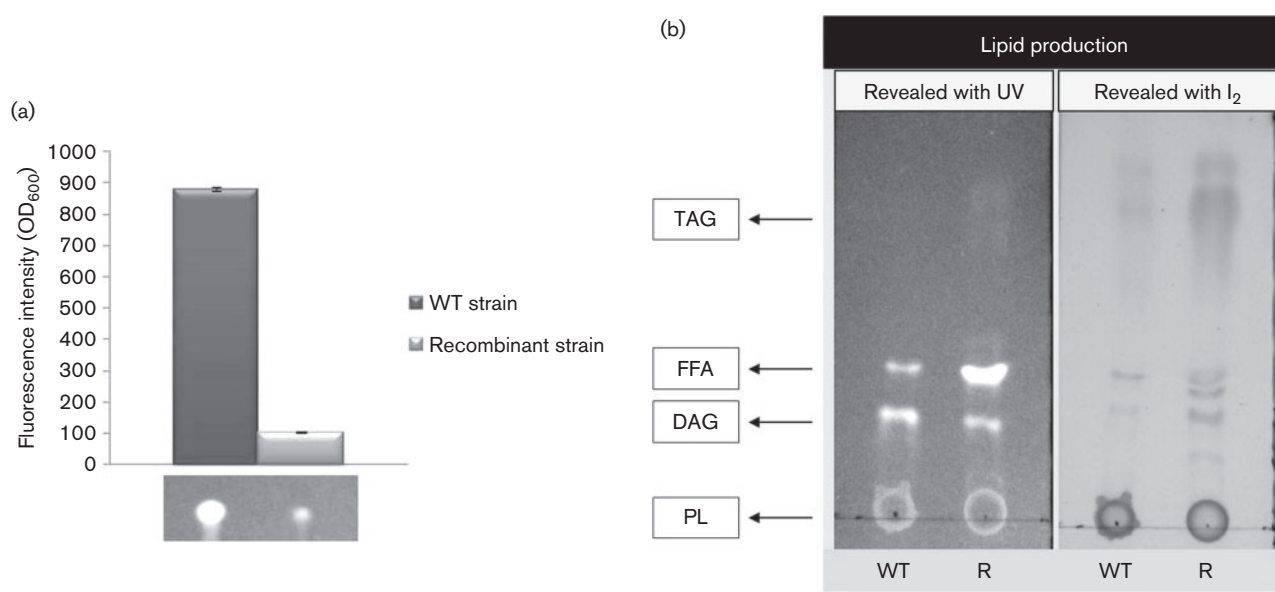 (a)
Fluorescence intensity (OD₆₀₀)
1000
900
800
700
600
500
400
300
200
100
0
WT strain
Recombinant strain
(b)
Lipid production
Revealed with UV
Revealed with I₂
TAG
FFA
DAG
PL
WT R WT R